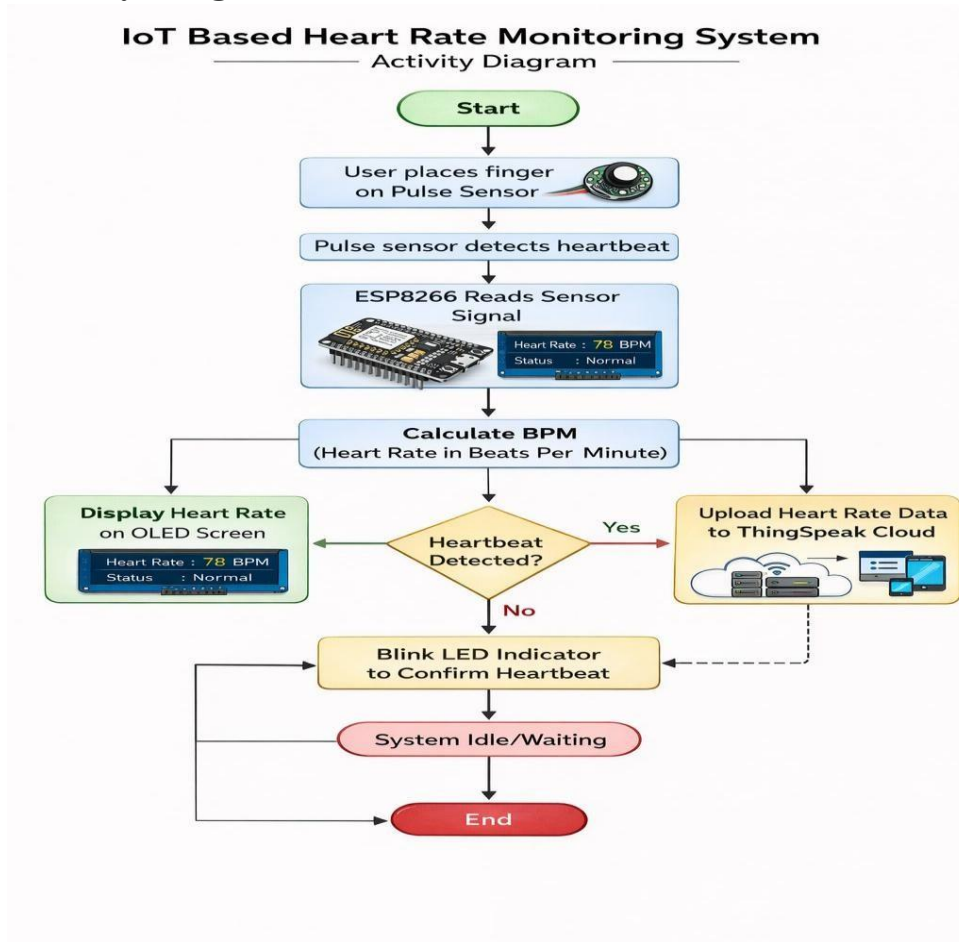 IoT Based Heart Rate Monitoring System
Activity Diagram
Start
User places finger
on Pulse Sensor
Pulse sensor detects heartbeat
ESP8266 Reads Sensor
Signal
Heart Rate : 78 BPM
Status : Normal
Calculate BPM
(Heart Rate in Beats Per Minute)
Display Heart Rate
on OLED Screen
Heart Rate : 78 BPM
Status : Normal
Heartbeat
Detected?
Yes
Upload Heart Rate Data
to ThingSpeak Cloud
No
Blink LED Indicator
to Confirm Heartbeat
System Idle/Waiting
End